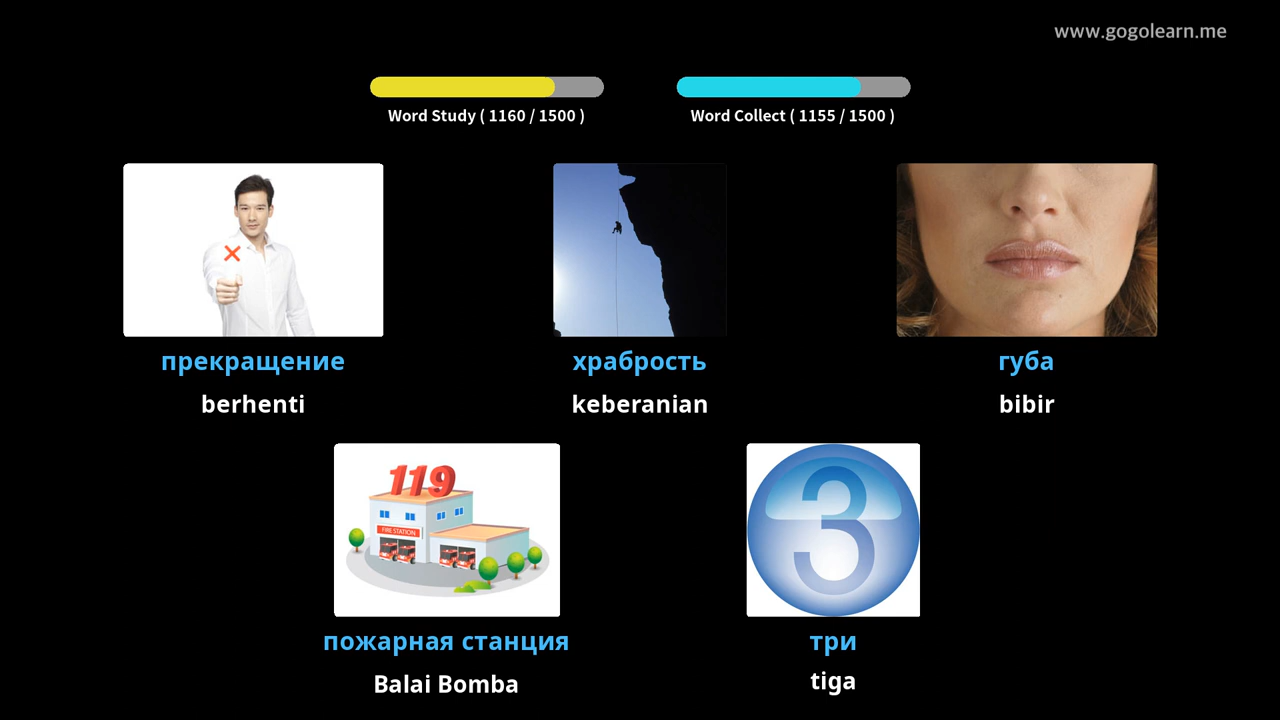 www.gogolearn.me
Word Study ( 1160 / 1500 )
Word Collect ( 1155 / 1500 )
прекращение
храбрость
губа
berhenti
keberanian
bibir
119
FIRE STATION
3
пожарная станция
три
Balai Bomba
tiga